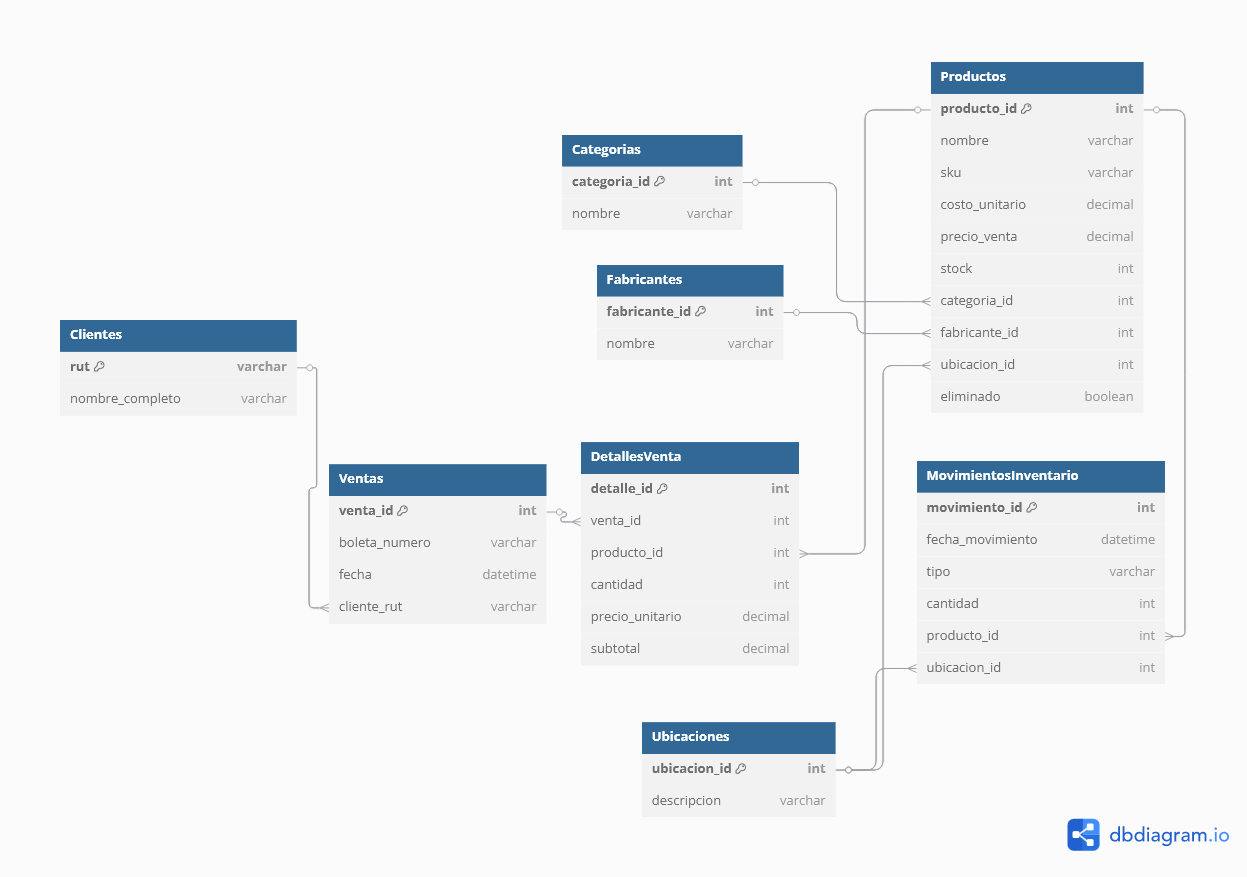 Productos
producto_id int
nombre varchar
sku varchar
costo_unitario decimal
precio_venta decimal
stock int
categoria_id int
fabricante_id int
ubicacion_id int
eliminado boolean
Categorias
categoria_id int
nombre varchar
Fabricantes
fabricante_id int
nombre varchar
Clientes
rut varchar
nombre_completo varchar
Ventas
venta_id int
boleta_numero varchar
fecha datetime
cliente_rut varchar
DetallesVenta
detalle_id int
venta_id int
producto_id int
cantidad int
precio_unitario decimal
subtotal decimal
MovimientosInventario
movimiento_id int
fecha_movimiento datetime
tipo varchar
cantidad int
producto_id int
ubicacion_id int
Ubicaciones
ubicacion_id int
descripcion varchar
dbdiagram.io